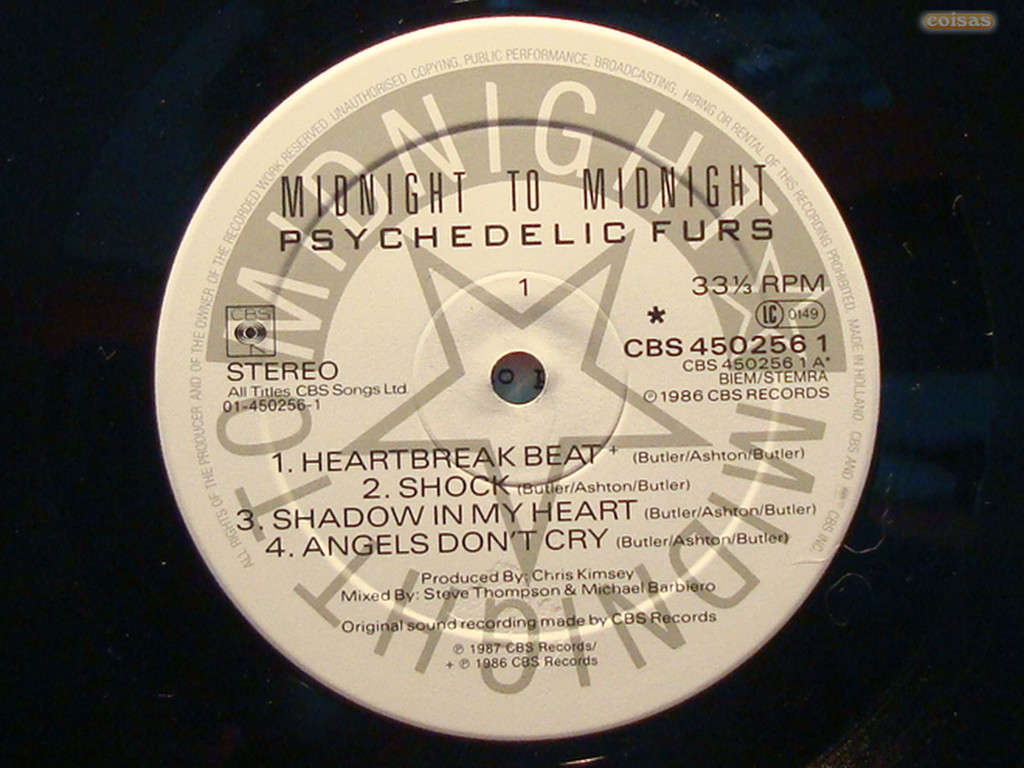 coisas
ALL RIGHTS OF THE PRODUCER AND OF THE OWNER OF THE RECORDED WORK RESERVED. UNAUTHORISED COPYING, PUBLIC PERFORMANCE, BROADCASTING, HIRING OR RENTAL OF THIS RECORDING PROHIBITED. MADE IN HOLLAND. CBS AND CBS INC.
MIDNIGHT TO MIDNIGHT
MIDNIGHT TO MIDNIGHT
PSYCHEDELIC FURS
1
33⅓ RPM
LC 0149
*
CBS
STEREO
All Titles CBS Songs Ltd.
01-450256-1
CBS 450256 1
CBS 450256 1 A*
BIEM/STEMRA
℗ 1986 CBS RECORDS
1. HEARTBREAK BEAT + (Butler/Ashton/Butler)
2. SHOCK (Butler/Ashton/Butler)
3. SHADOW IN MY HEART (Butler/Ashton/Butler)
4. ANGELS DON'T CRY (Butler/Ashton/Butler)
Produced By: Chris Kimsey
Mixed By: Steve Thompson & Michael Barbiero
Original sound recording made by CBS Records
℗ 1987 CBS Records/
+ ℗ 1986 CBS Records